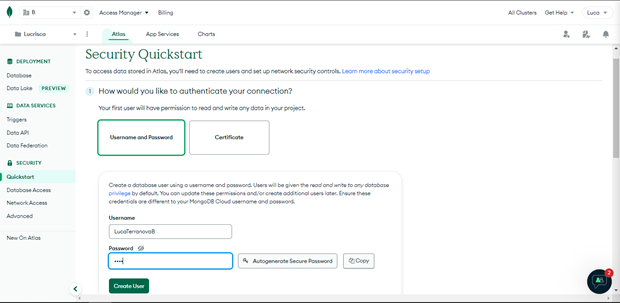 B
Access Manager
Billing
All Clusters
Get Help
Luca
Lucrisca
Atlas
App Services
Charts
DEPLOYMENT
Database
Data Lake PREVIEW
DATA SERVICES
Triggers
Data API
Data Federation
SECURITY
Quickstart
Database Access
Network Access
Advanced
New On Atlas
Security Quickstart
To access data stored in Atlas, you'll need to create users and set up network security controls. Learn more about security setup
1 How would you like to authenticate your connection?
Your first user will have permission to read and write any data in your project.
Username and Password
Certificate
Create a database user using a username and password. Users will be given the read and write to any database
privilege by default. You can update these permissions and/or create additional users later. Ensure these
credentials are different to your MongoDB Cloud username and password.
Username
LucaTerranovaB
Password
Autogenerate Secure Password
Copy
Create User
2